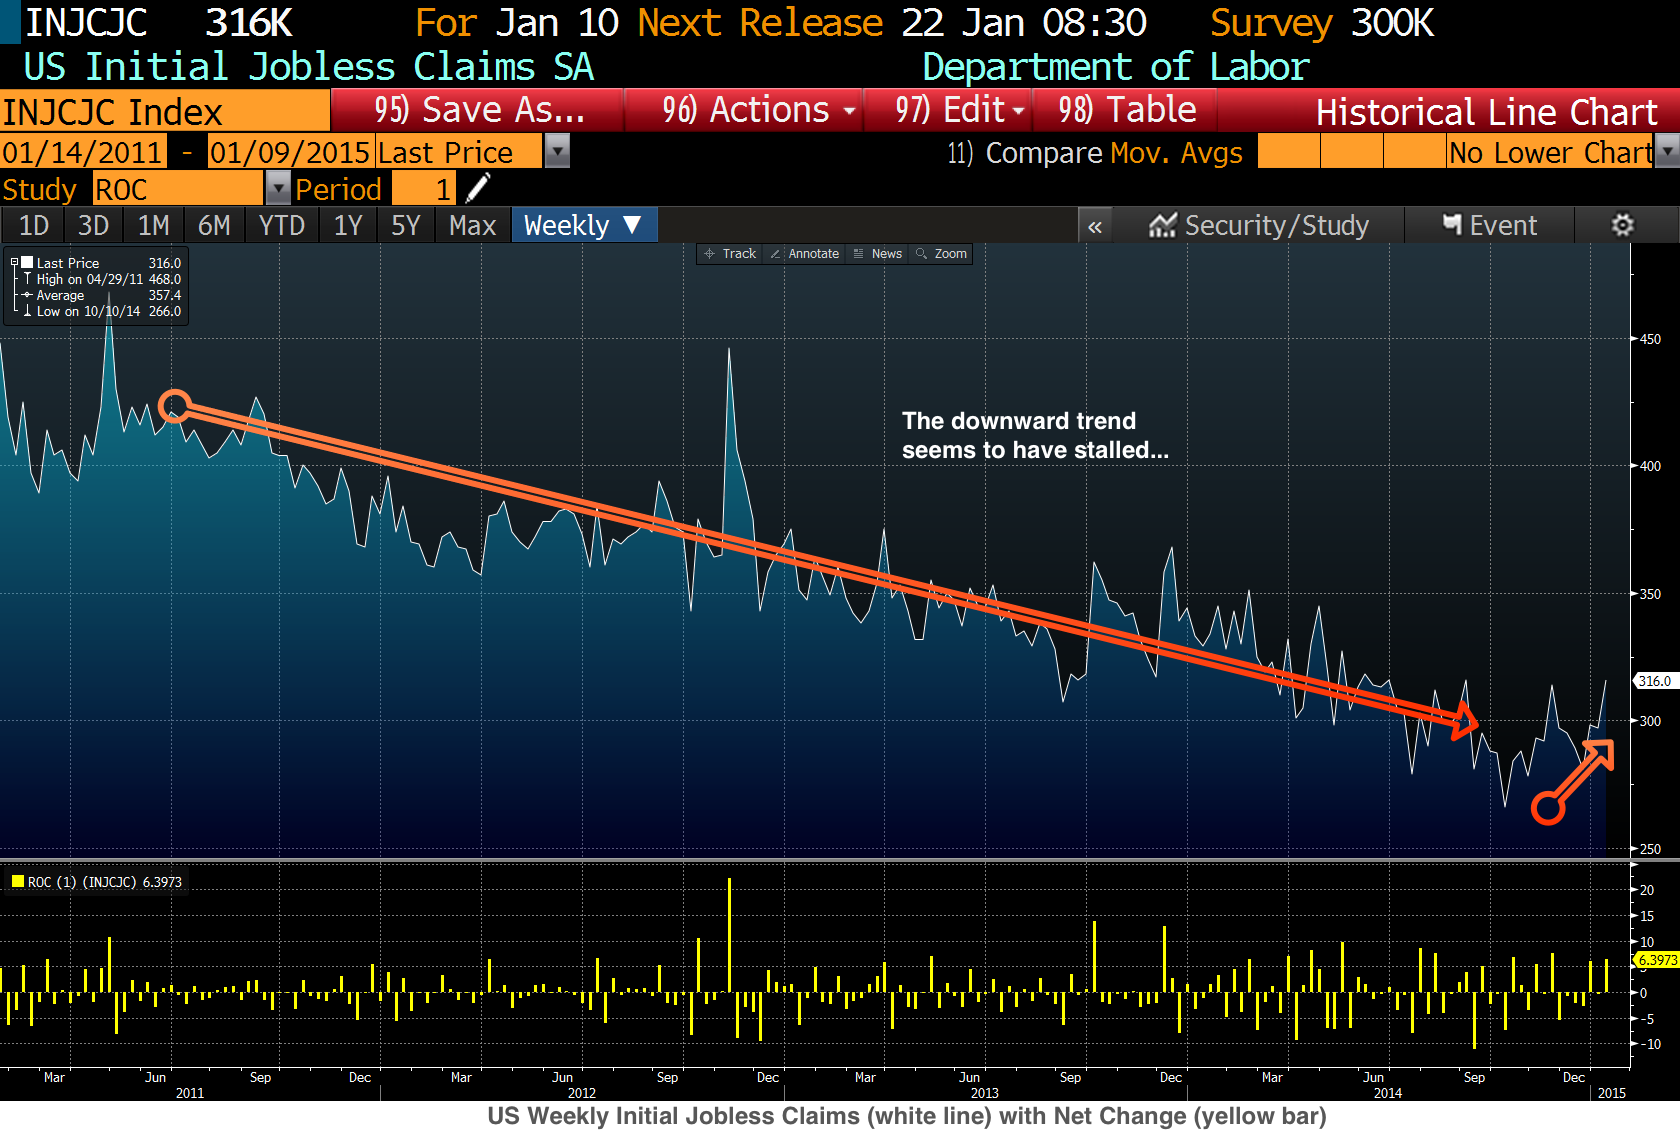 INJCJC 316K For Jan 10 Next Release 22 Jan 08:30 Survey 300K
US Initial Jobless Claims SA Department of Labor
INJCJC Index 95) Save As... 96) Actions 97) Edit 98) Table Historical Line Chart
01/14/2011 - 01/09/2015 Last Price 11) Compare Mov. Avgs No Lower Chart
Study ROC Period 1
1D 3D 1M 6M YTD 1Y 5Y Max Weekly ▼ « Security/Study Event
Track Annotate News Zoom
Last Price 316.0
High on 04/29/11 468.0
Average 357.4
Low on 10/10/14 266.0
The downward trend
seems to have stalled...
450
400
350
316.0
300
250
ROC (1) (INJCJC) 6.3973
20
15
10
6.3973
5
0
-5
-10
Mar Jun Sep Dec Mar Jun Sep Dec Mar Jun Sep Dec Mar Jun Sep Dec
2011 2012 2013 2014 2015
US Weekly Initial Jobless Claims (white line) with Net Change (yellow bar)